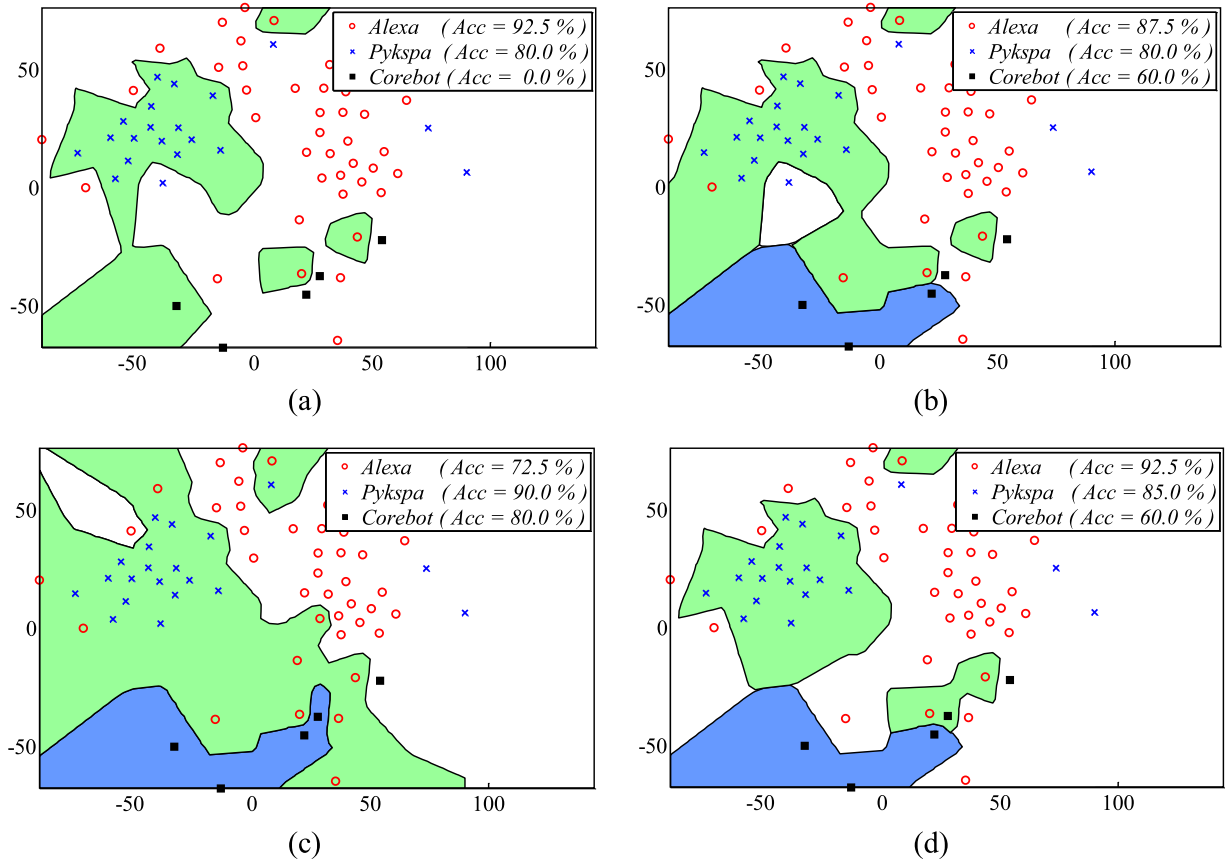 Alexa ( Acc = 92.5 % )
Pykspa ( Acc = 80.0 % )
Corebot ( Acc = 0.0 % )
50
0
-50
-50 0 50 100
(a)
Alexa ( Acc = 87.5 % )
Pykspa ( Acc = 80.0 % )
Corebot ( Acc = 60.0 % )
50
0
-50
-50 0 50 100
(b)
Alexa ( Acc = 72.5 % )
Pykspa ( Acc = 90.0 % )
Corebot ( Acc = 80.0 % )
50
0
-50
-50 0 50 100
(c)
Alexa ( Acc = 92.5 % )
Pykspa ( Acc = 85.0 % )
Corebot ( Acc = 60.0 % )
50
0
-50
-50 0 50 100
(d)